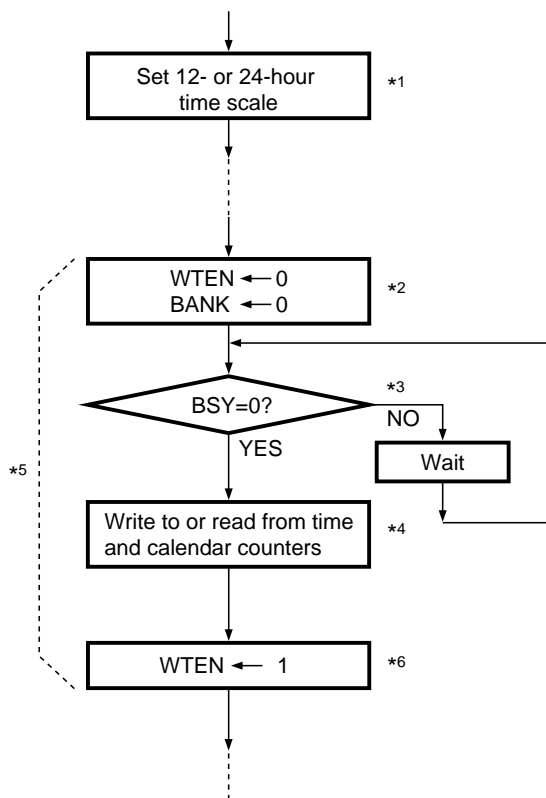 Set 12- or 24-hour
time scale
*1
WTEN ← 0
BANK ← 0
*2
BSY=0?
*3
NO
YES
Wait
*5
Write to or read from time
and calendar counters
*4
WTEN ← 1
*6